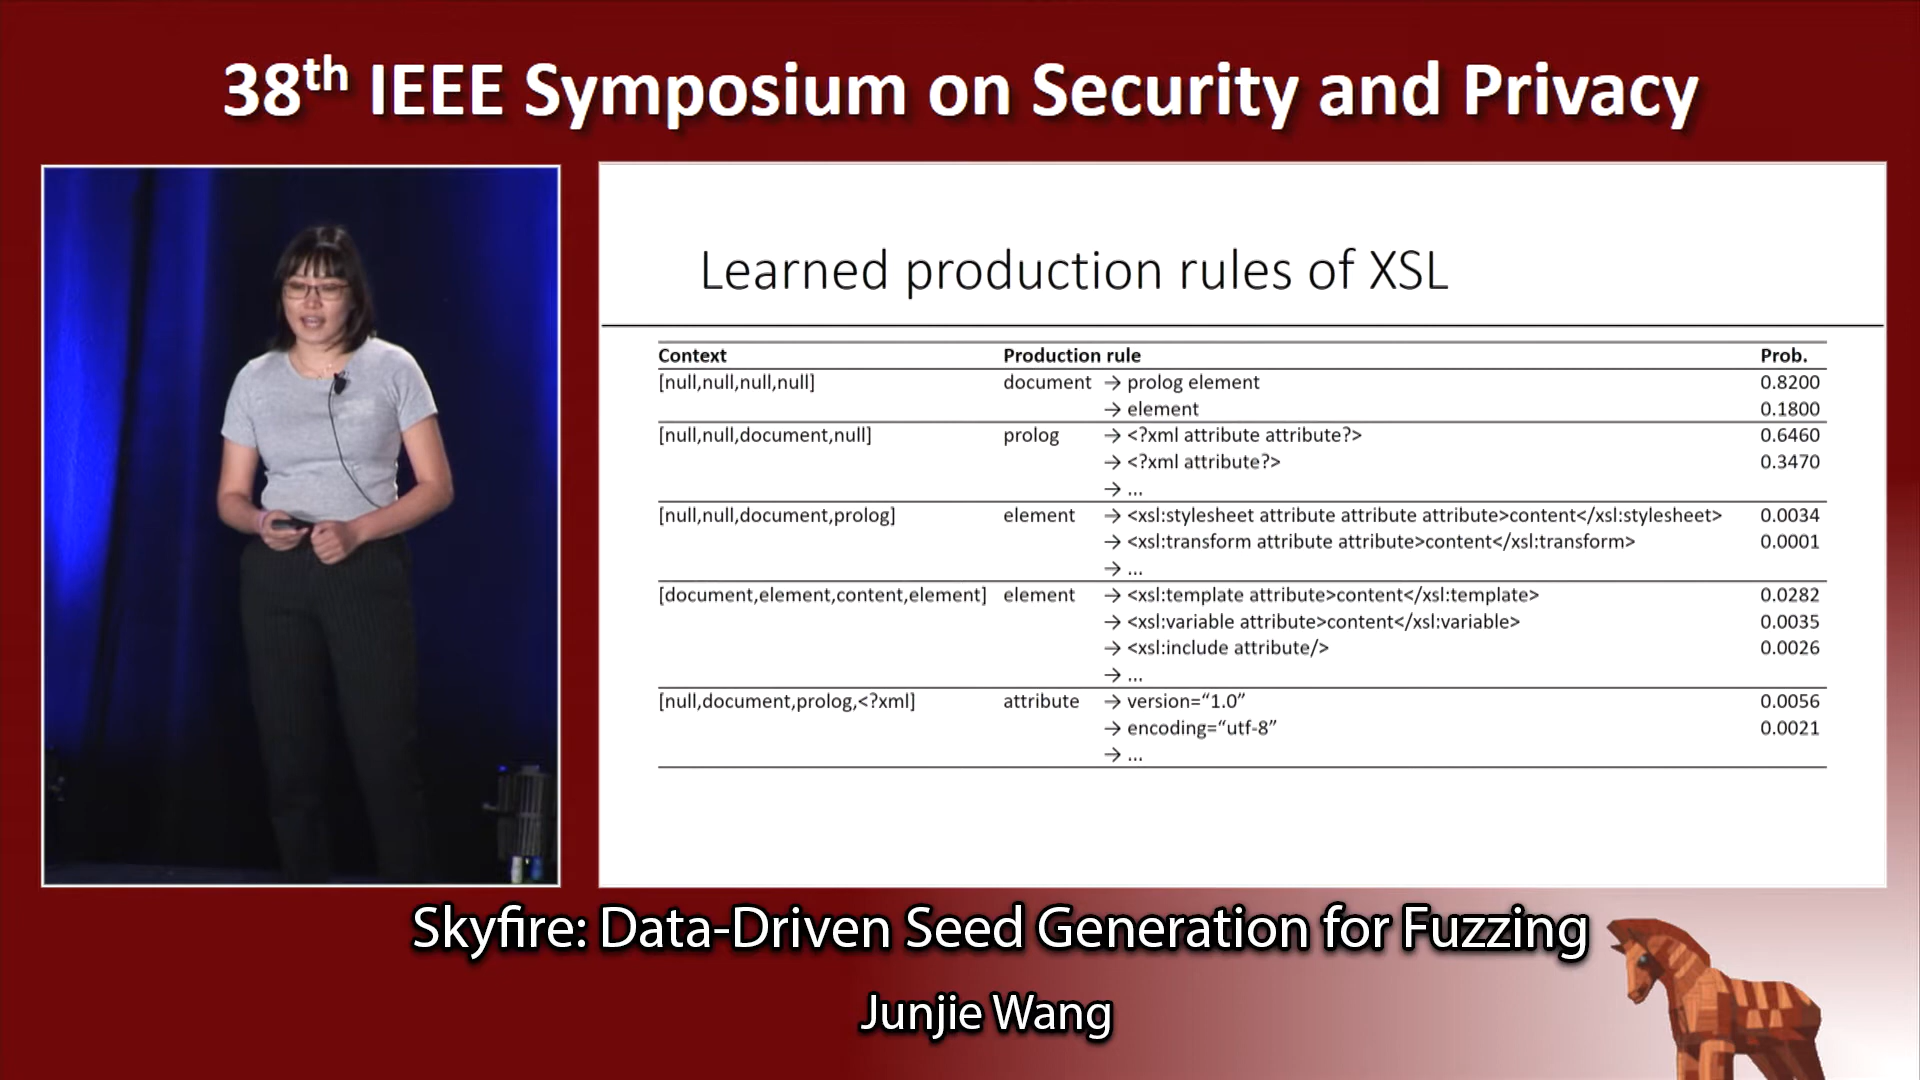 38th IEEE Symposium on Security and Privacy
Learned production rules of XSL
Context Production rule Prob.
[null,null,null,null] document → prolog element 0.8200
→ element 0.1800
[null,null,document,null] prolog → <?xml attribute attribute?> 0.6460
→ <?xml attribute?> 0.3470
→ ...
[null,null,document,prolog] element → <xsl:stylesheet attribute attribute attribute>content</xsl:stylesheet> 0.0034
→ <xsl:transform attribute attribute>content</xsl:transform> 0.0001
→ ...
[document,element,content,element] element → <xsl:template attribute>content</xsl:template> 0.0282
→ <xsl:variable attribute>content</xsl:variable> 0.0035
→ <xsl:include attribute/> 0.0026
→ ...
[null,document,prolog,<?xml] attribute → version=“1.0” 0.0056
→ encoding=“utf-8” 0.0021
→ ...
Skyfire: Data-Driven Seed Generation for Fuzzing
Junjie Wang